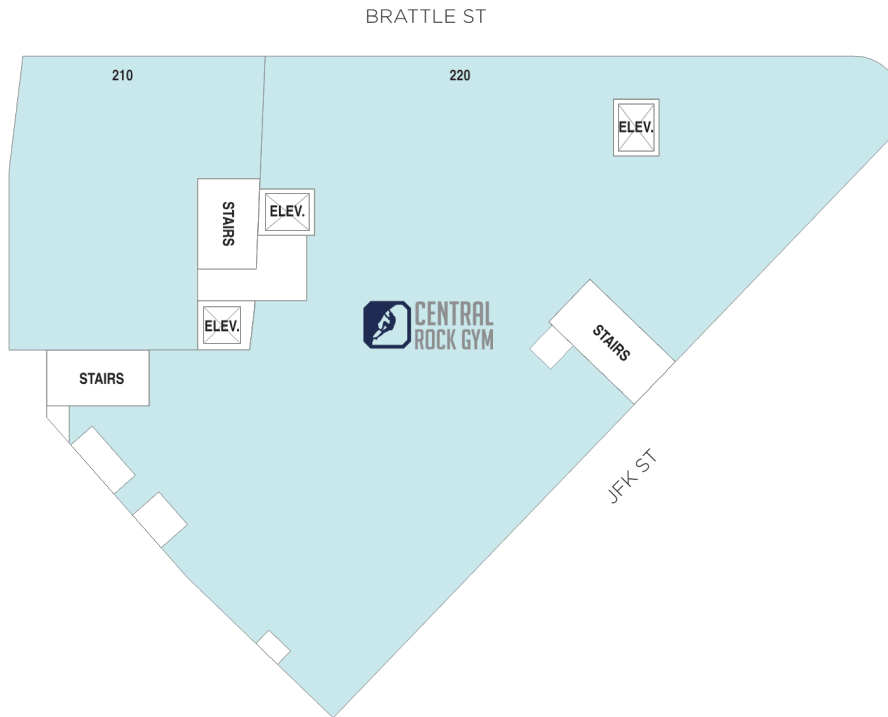 BRATTLE ST
210
220
ELEV.
STAIRS
ELEV.
ELEV.
CENTRAL
ROCK GYM
STAIRS
STAIRS
JFK ST